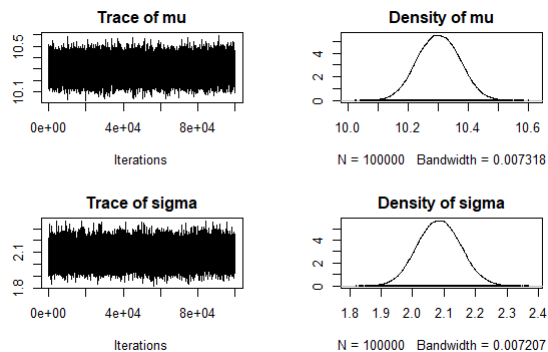 Trace of mu
10.1 10.5
0e+00 4e+04 8e+04
Iterations
Density of mu
0 2 4
10.0 10.2 10.4 10.6
N = 100000 Bandwidth = 0.007318
Trace of sigma
1.8 2.1
0e+00 4e+04 8e+04
Iterations
Density of sigma
0 2 4
1.8 1.9 2.0 2.1 2.2 2.3 2.4
N = 100000 Bandwidth = 0.007207